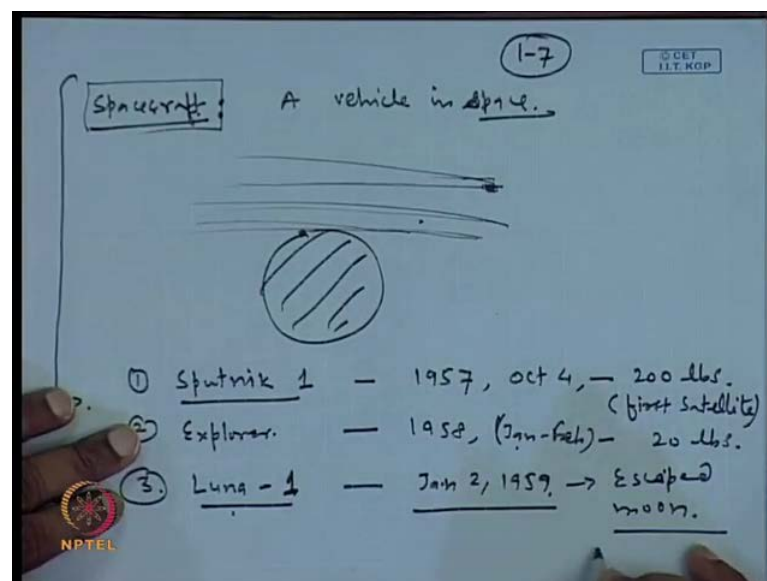 1-7
© CET
I.I.T. KGP
Spacecraft: A vehicle in space.
① Sputnik 1 — 1957, Oct 4, — 200 lbs.
(first satellite)
② Explorer. — 1958, (Jan-Feb) — 20 lbs.
③. Luna - 1 — Jan 2, 1959. → Escaped
moon.
NPTEL